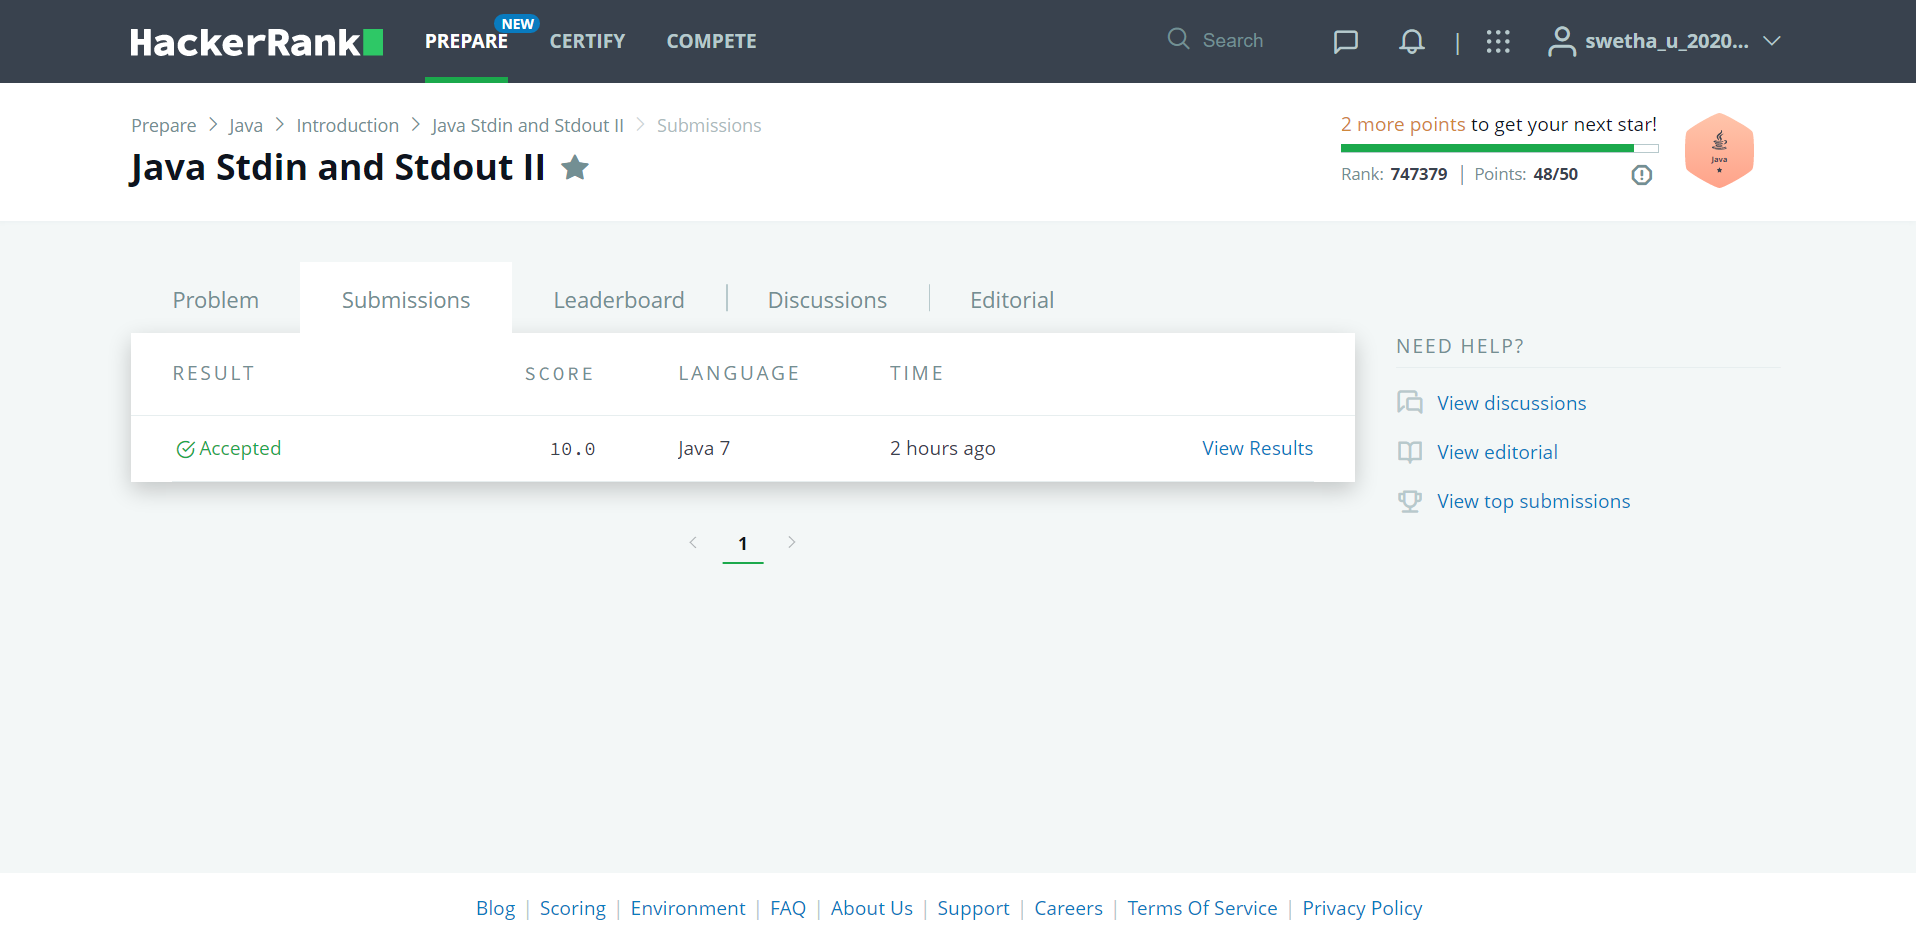 HackerRank PREPARE NEW CERTIFY COMPETE Search | swetha_u_2020...
Prepare > Java > Introduction > Java Stdin and Stdout II > Submissions
Java Stdin and Stdout II
2 more points to get your next star!
Rank: 747379 | Points: 48/50
Java
Problem Submissions Leaderboard Discussions Editorial
RESULT SCORE LANGUAGE TIME
Accepted 10.0 Java 7 2 hours ago View Results
1
NEED HELP?
View discussions
View editorial
View top submissions
Blog | Scoring | Environment | FAQ | About Us | Support | Careers | Terms Of Service | Privacy Policy